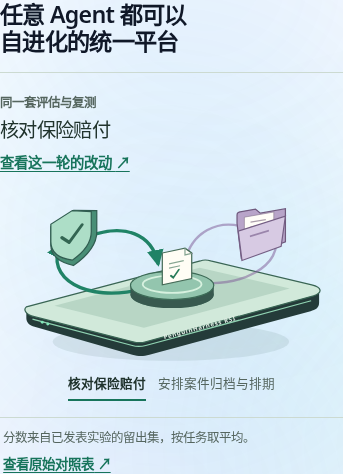 任意 Agent 都可以
自进化的统一平台
同一套评估与复测
核对保险赔付
查看这一轮的改动 ↗
PenguinHarness RSI
核对保险赔付 安排案件归档与排期
分数来自已发表实验的留出集，按任务取平均。
查看原始对照表 ↗